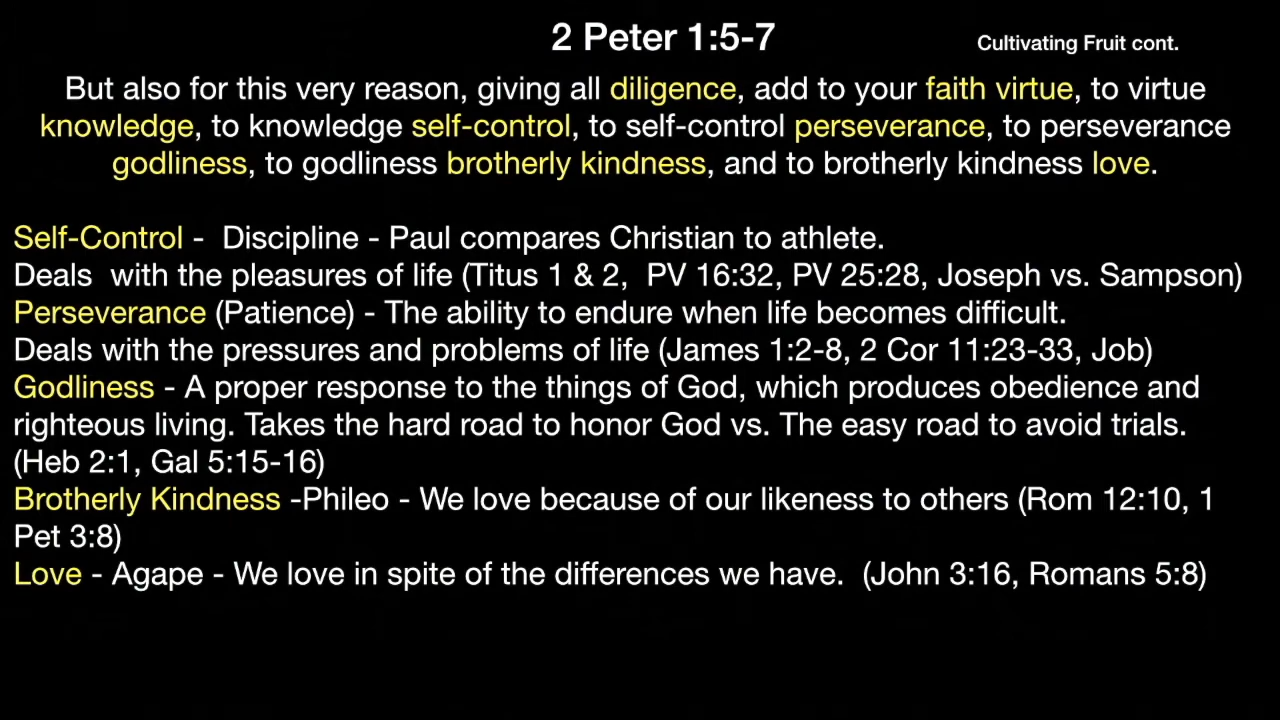 2 Peter 1:5-7
Cultivating Fruit cont.
But also for this very reason, giving all diligence, add to your faith virtue, to virtue
knowledge, to knowledge self-control, to self-control perseverance, to perseverance
godliness, to godliness brotherly kindness, and to brotherly kindness love.
Self-Control -  Discipline - Paul compares Christian to athlete.
Deals  with the pleasures of life (Titus 1 & 2,  PV 16:32, PV 25:28, Joseph vs. Sampson)
Perseverance (Patience) - The ability to endure when life becomes difficult.
Deals with the pressures and problems of life (James 1:2-8, 2 Cor 11:23-33, Job)
Godliness - A proper response to the things of God, which produces obedience and
righteous living. Takes the hard road to honor God vs. The easy road to avoid trials.
(Heb 2:1, Gal 5:15-16)
Brotherly Kindness -Phileo - We love because of our likeness to others (Rom 12:10, 1
Pet 3:8)
Love - Agape - We love in spite of the differences we have.  (John 3:16, Romans 5:8)